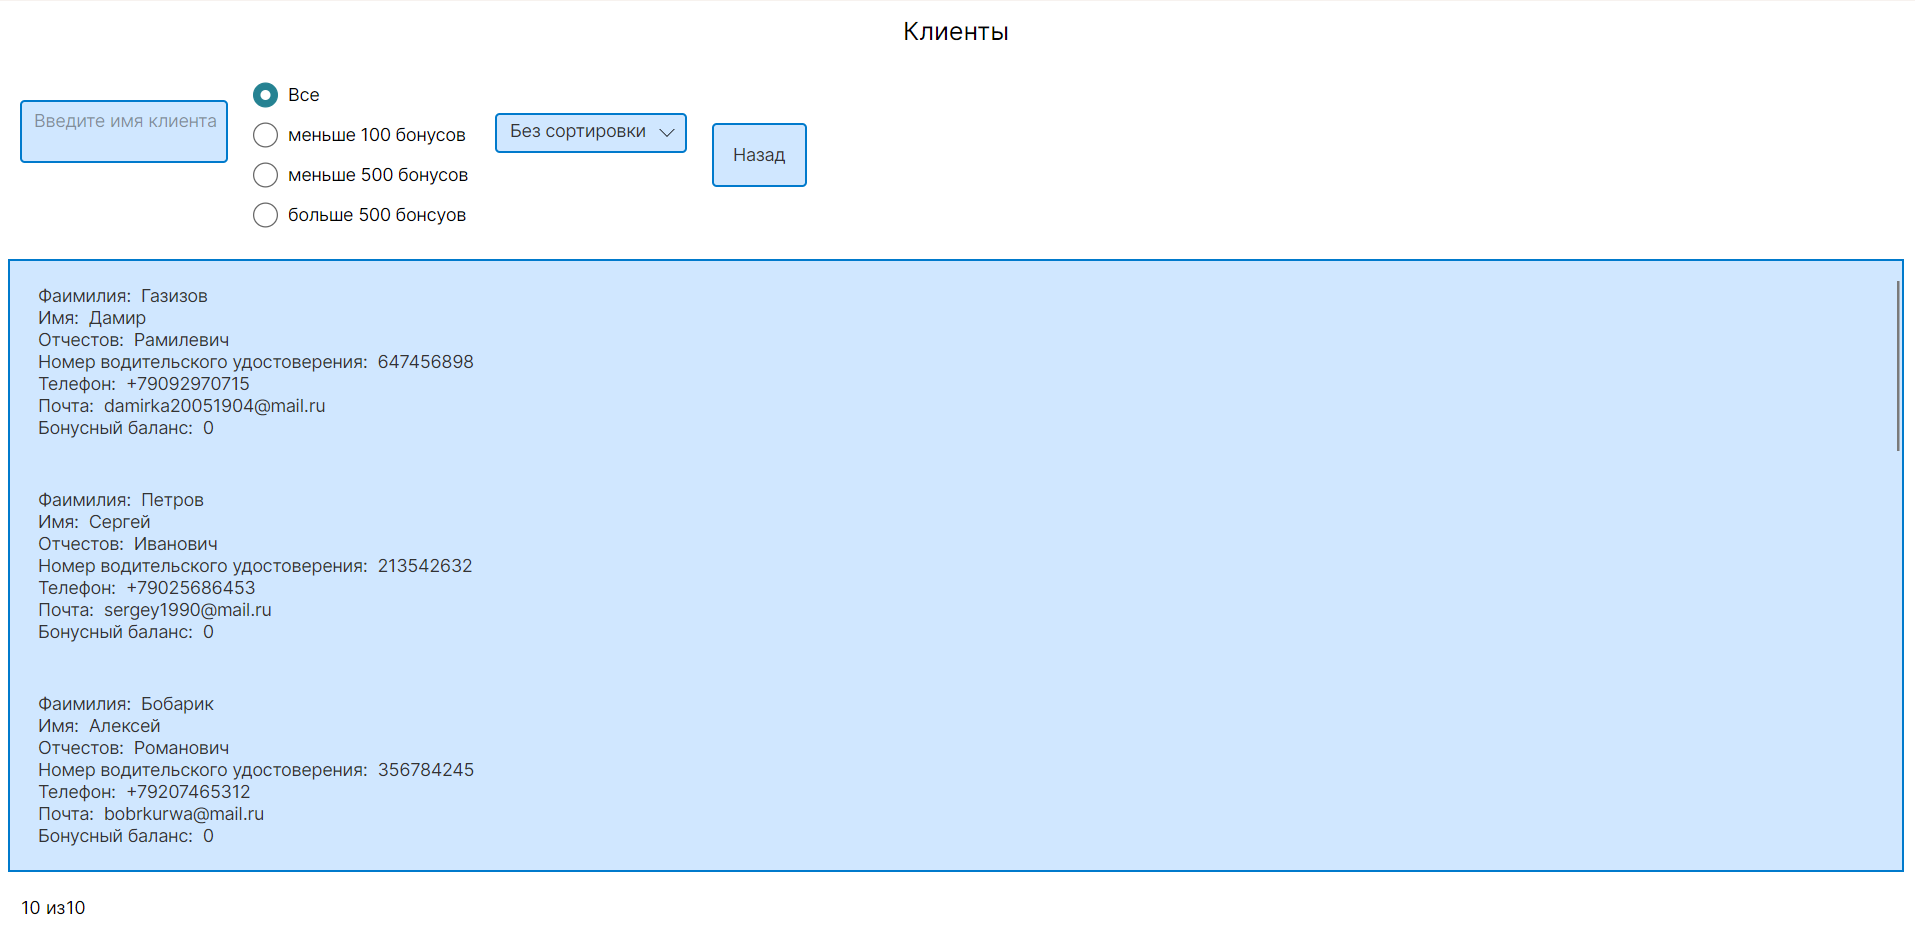 Клиенты
Введите имя клиента
Все
меньше 100 бонусов
меньше 500 бонусов
больше 500 бонсуов
Без сортировки
Назад
Фаимилия: Газизов
Имя: Дамир
Отчестов: Рамилевич
Номер водительского удостоверения: 647456898
Телефон: +79092970715
Почта: damirka20051904@mail.ru
Бонусный баланс: 0
Фаимилия: Петров
Имя: Сергей
Отчестов: Иванович
Номер водительского удостоверения: 213542632
Телефон: +79025686453
Почта: sergey1990@mail.ru
Бонусный баланс: 0
Фаимилия: Бобарик
Имя: Алексей
Отчестов: Романович
Номер водительского удостоверения: 356784245
Телефон: +79207465312
Почта: bobrkurwa@mail.ru
Бонусный баланс: 0
10 из10